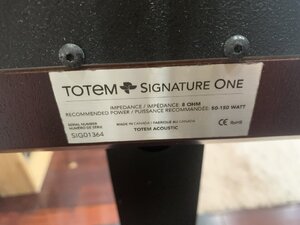 TOTEM SIGNATURE ONE
IMPEDANCE / IMPÉDANCE: 8 OHM
RECOMMENDED POWER / PUISSANCE RECOMMANDÉE: 50-150 WATT
SERIAL NUMBER
NUMÉRO DE SÉRIE
SIG01364
MADE IN CANADA / FABRIQUÉ AU CANADA
TOTEM ACOUSTIC
CE RoHS